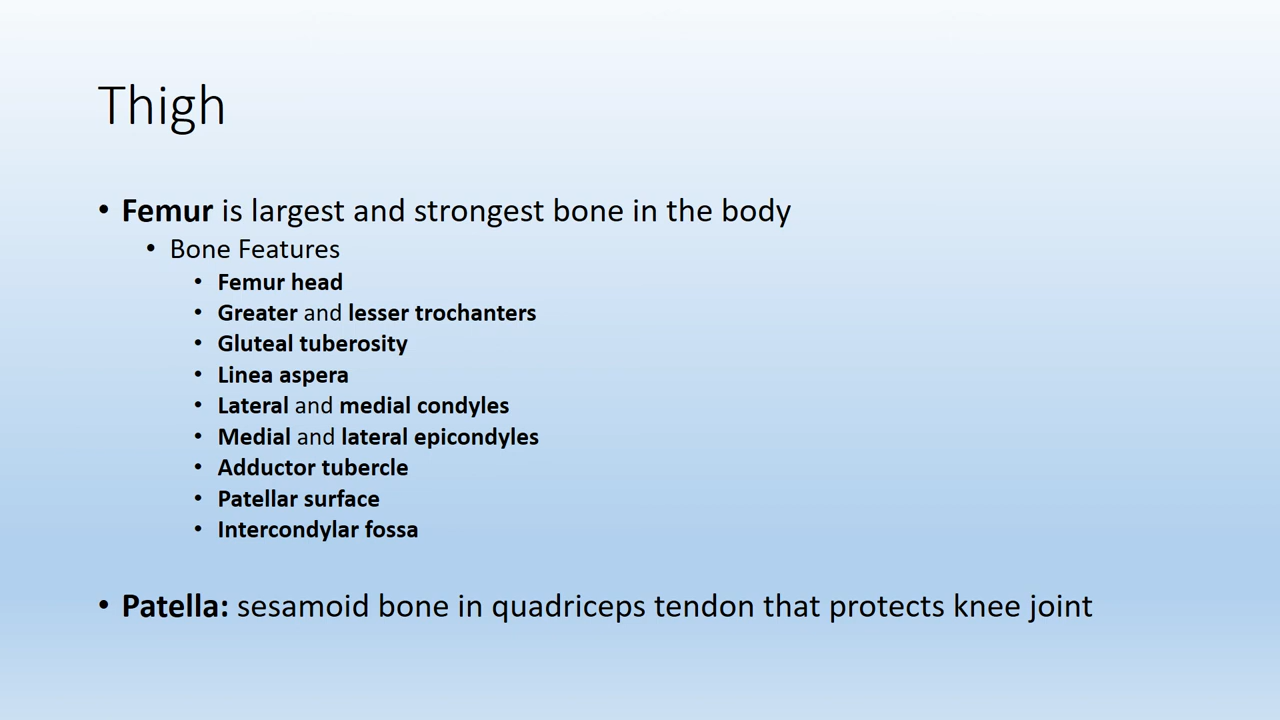 Thigh
• Femur is largest and strongest bone in the body
• Bone Features
• Femur head
• Greater and lesser trochanters
• Gluteal tuberosity
• Linea aspera
• Lateral and medial condyles
• Medial and lateral epicondyles
• Adductor tubercle
• Patellar surface
• Intercondylar fossa
• Patella: sesamoid bone in quadriceps tendon that protects knee joint